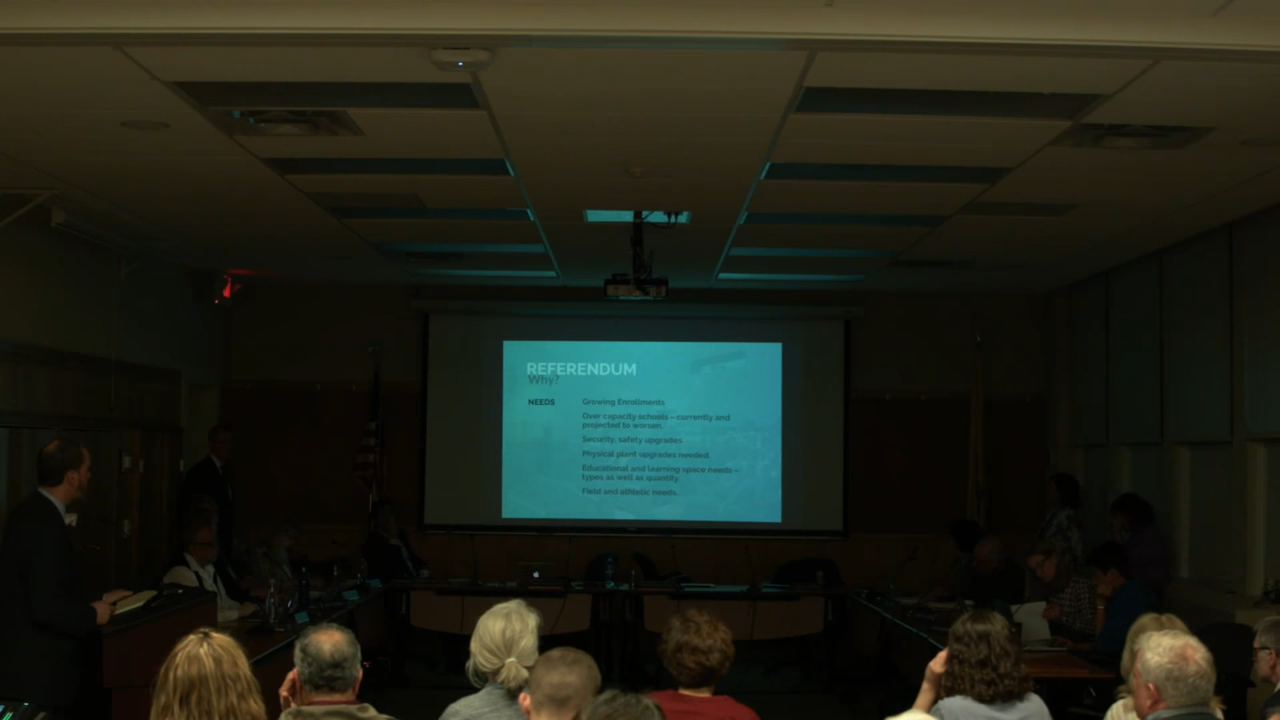 REFERENDUM
Why?
NEEDS
Growing Enrollments
Over capacity schools – currently and
projected to worsen.
Security, safety upgrades
Physical plant upgrades needed.
Educational and learning space needs –
types as well as quantity.
Field and athletic needs.